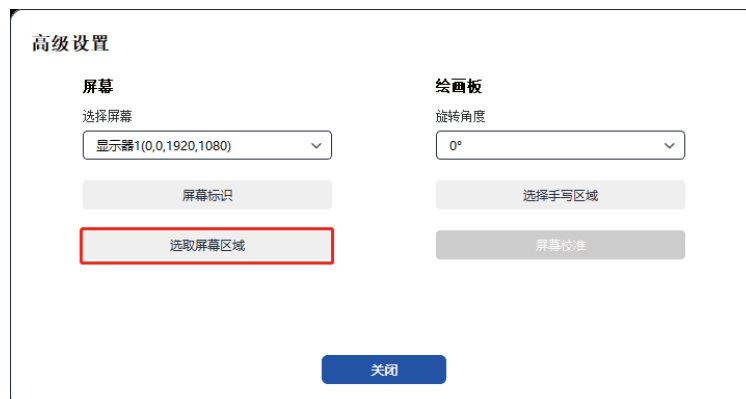 高级设置
屏幕
绘画板
选择屏幕
旋转角度
显示器1(0,0,1920,1080)
0°
屏幕标识
选择手写区域
选取屏幕区域
屏幕校准
关闭